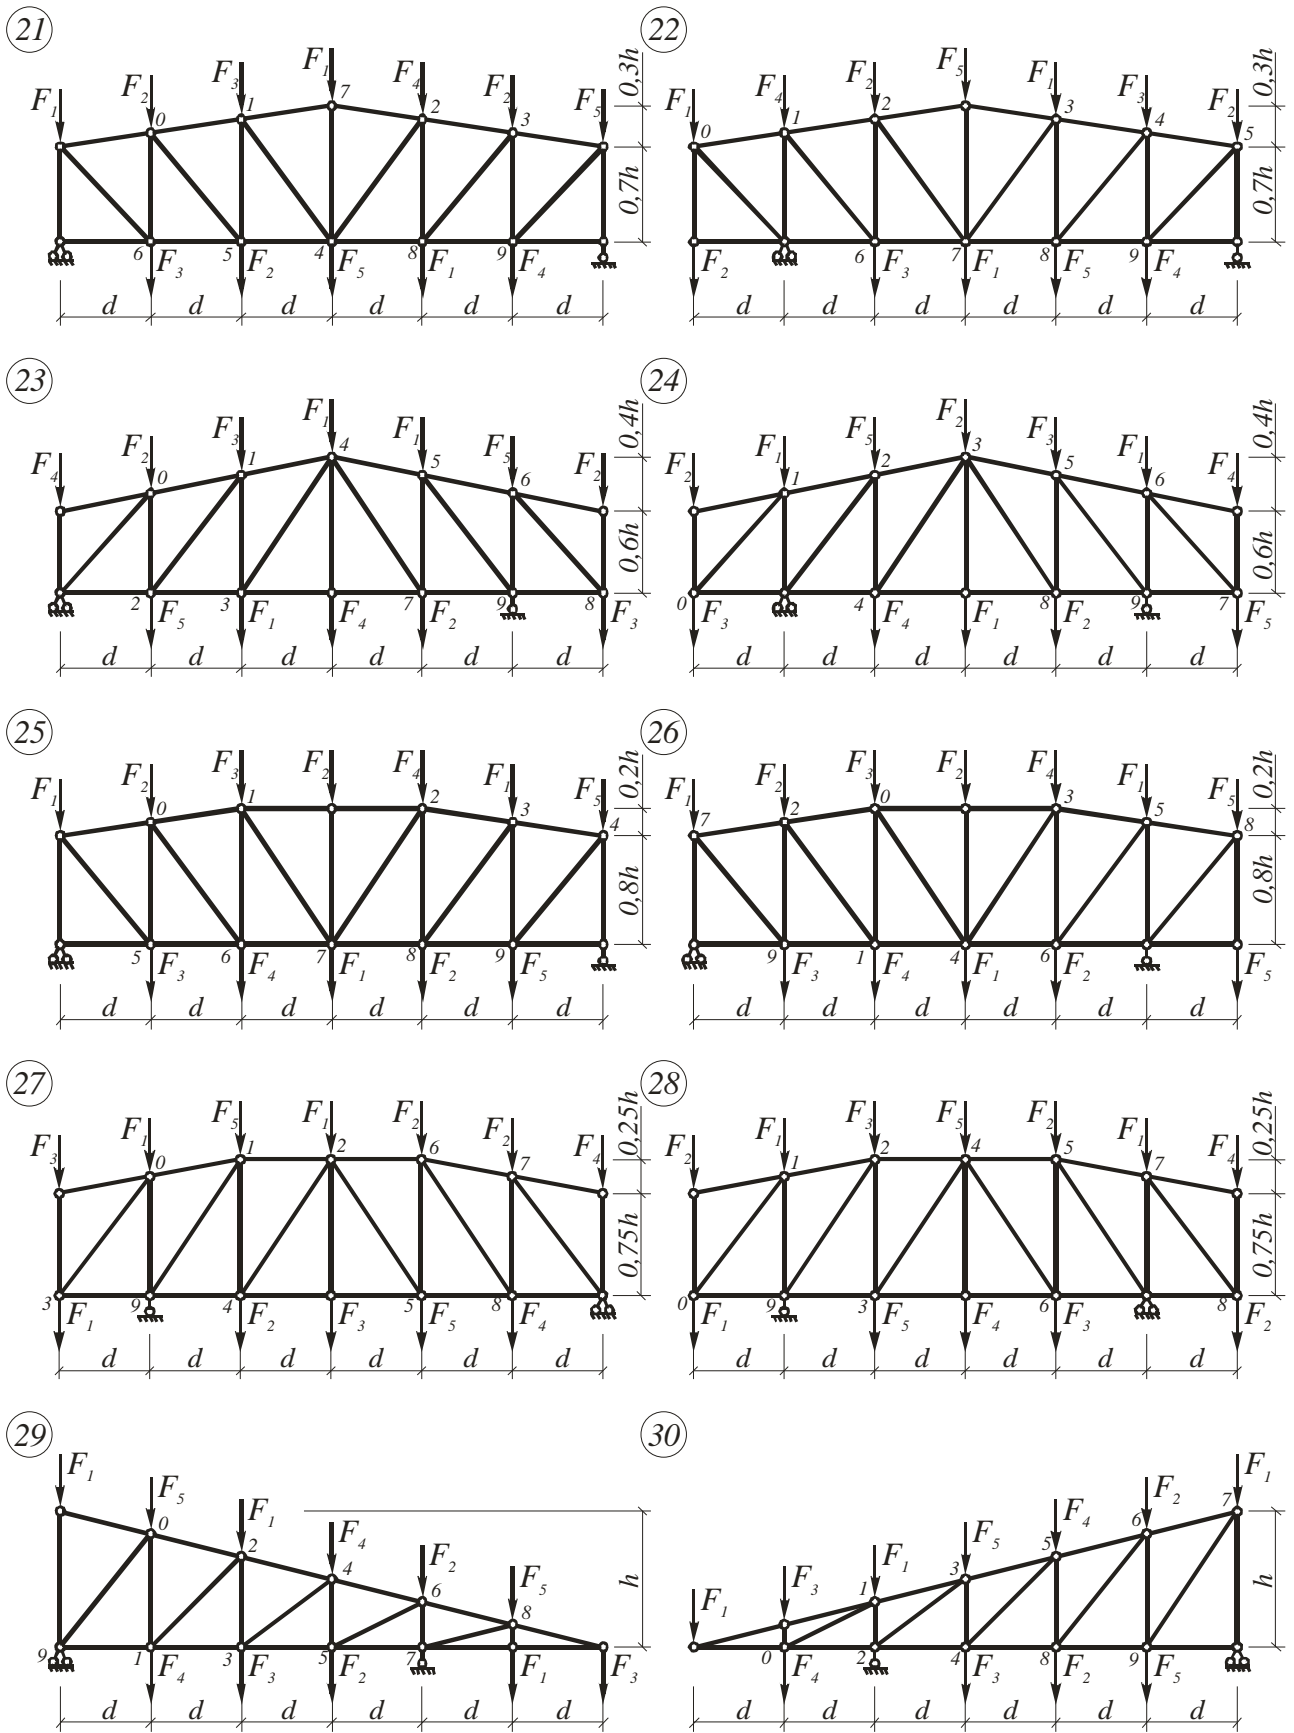 21
F₁ F₂ F₃ F₁ F₄ F₂ F₅
0 1 7 2 3
0,3h
0,7h
6 5 4 8 9
F₃ F₂ F₅ F₁ F₄
d d d d d d
22
F₁ F₄ F₂ F₅ F₁ F₃ F₂
0 1 2 3 4 5
0,3h
0,7h
6 7 8 9
F₂ F₃ F₁ F₅ F₄
d d d d d d
23
F₄ F₂ F₃ F₁ F₁ F₅ F₂
0 1 4 5 6
0,4h
0,6h
2 3 7 9 8
F₅ F₁ F₄ F₂ F₃
d d d d d d
24
F₂ F₁ F₅ F₂ F₃ F₁ F₄
1 2 3 5 6
0,4h
0,6h
0 4 8 9 7
F₃ F₄ F₁ F₂ F₅
d d d d d d
25
F₁ F₂ F₃ F₂ F₄ F₁ F₅
0 1 2 3 4
0,2h
0,8h
5 6 7 8 9
F₃ F₄ F₁ F₂ F₅
d d d d d d
26
F₁ F₂ F₃ F₂ F₄ F₁ F₅
7 2 0 3 5 8
0,2h
0,8h
9 1 4 6
F₃ F₄ F₁ F₂ F₅
d d d d d d
27
F₃ F₁ F₅ F₁ F₂ F₂ F₄
0 1 2 6 7
0,25h
0,75h
3 9 4 5 8
F₁ F₂ F₃ F₅ F₄
d d d d d d
28
F₂ F₁ F₃ F₅ F₂ F₁ F₄
1 2 4 5 7
0,25h
0,75h
0 9 3 6 8
F₁ F₅ F₄ F₃ F₂
d d d d d d
29
F₁ F₅ F₁ F₄ F₂ F₅
0 2 4 6 8
h
9 1 3 5 7
F₄ F₃ F₂ F₁ F₃
d d d d d d
30
F₁ F₃ F₁ F₅ F₄ F₂ F₁
1 3 5 6 7
h
0 2 4 8 9
F₄ F₃ F₂ F₅
d d d d d d